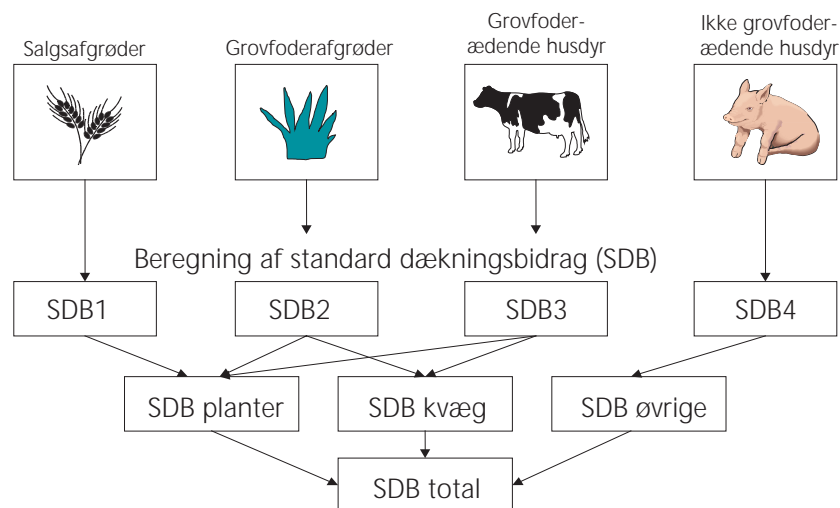 Salgsafgrøder
Grovfoderafgrøder
Grovfoder-
ædende husdyr
Ikke grovfoder-
ædende husdyr
Beregning af standard dækningsbidrag (SDB)
SDB1
SDB2
SDB3
SDB4
SDB planter
SDB kvæg
SDB øvrige
SDB total